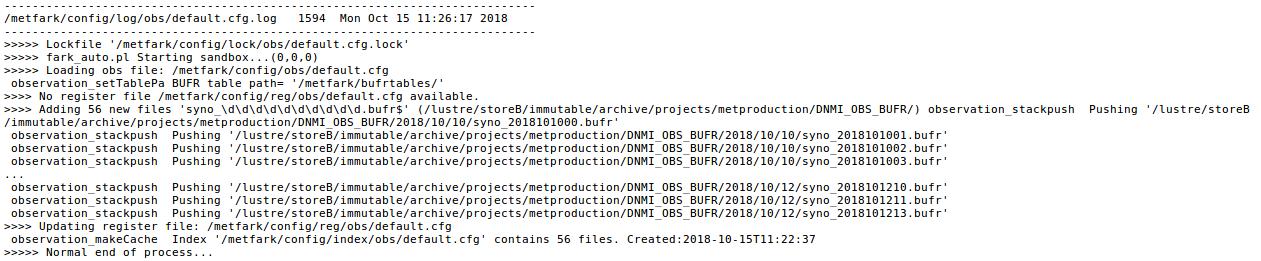 ------------------------------------------------------------------------------
/metfark/config/log/obs/default.cfg.log   1594  Mon Oct 15 11:26:17 2018
------------------------------------------------------------------------------
>>>>> Lockfile '/metfark/config/lock/obs/default.cfg.lock'
>>>>> fark_auto.pl Starting sandbox...(0,0,0)
>>>>> Loading obs file: /metfark/config/obs/default.cfg
 observation_setTablePa BUFR table path= '/metfark/bufrtables/'
>>>> No register file /metfark/config/reg/obs/default.cfg available.
>>>> Adding 56 new files 'syno_\d\d\d\d\d\d\d\d\d\d.bufr$' (/lustre/storeB/immutable/archive/projects/metproduction/DNMI_OBS_BUFR/) observation_stackpush  Pushing '/lustre/storeB
/immutable/archive/projects/metproduction/DNMI_OBS_BUFR/2018/10/10/syno_2018101000.bufr'
 observation_stackpush  Pushing '/lustre/storeB/immutable/archive/projects/metproduction/DNMI_OBS_BUFR/2018/10/10/syno_2018101001.bufr'
 observation_stackpush  Pushing '/lustre/storeB/immutable/archive/projects/metproduction/DNMI_OBS_BUFR/2018/10/10/syno_2018101002.bufr'
 observation_stackpush  Pushing '/lustre/storeB/immutable/archive/projects/metproduction/DNMI_OBS_BUFR/2018/10/10/syno_2018101003.bufr'
...
 observation_stackpush  Pushing '/lustre/storeB/immutable/archive/projects/metproduction/DNMI_OBS_BUFR/2018/10/12/syno_2018101210.bufr'
 observation_stackpush  Pushing '/lustre/storeB/immutable/archive/projects/metproduction/DNMI_OBS_BUFR/2018/10/12/syno_2018101211.bufr'
 observation_stackpush  Pushing '/lustre/storeB/immutable/archive/projects/metproduction/DNMI_OBS_BUFR/2018/10/12/syno_2018101213.bufr'
>>>> Updating register file: /metfark/config/reg/obs/default.cfg
 observation_makeCache  Index '/metfark/config/index/obs/default.cfg' contains 56 files. Created:2018-10-15T11:22:37
>>>>> Normal end of process...